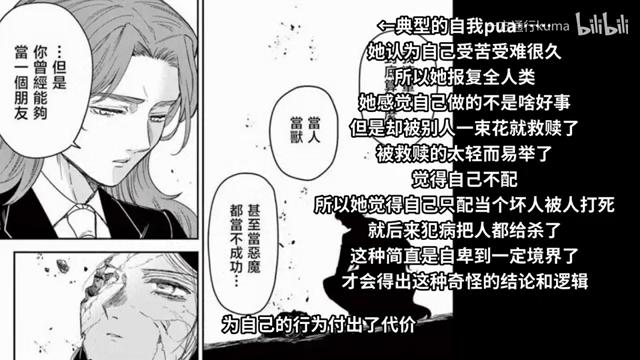 ←典型的自我pua……
通行kuma
bilibili
她认为自己受苦受难很久
所以她报复全人类
她感觉自己做的不是啥好事
但是却被别人一束花就救赎了
被救赎的太轻而易举了
觉得自己不配
所以她觉得自己只配当个坏人被人打死
就后来犯病把人都给杀了
这种简直是自卑到一定境界了
才会得出这种奇怪的结论和逻辑
當人
當獸
…但是
你曾經能夠
當一個朋友
甚至當惡魔
都當不成功…
为自己的行为付出了代价